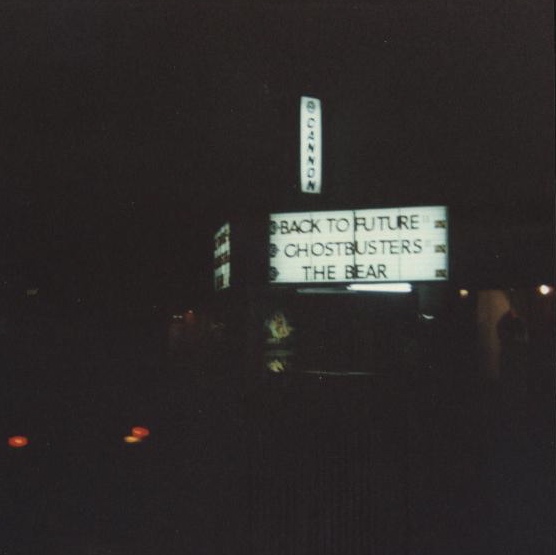 CANNON
BACK TO FUTURE
GHOSTBUSTERS
THE BEAR